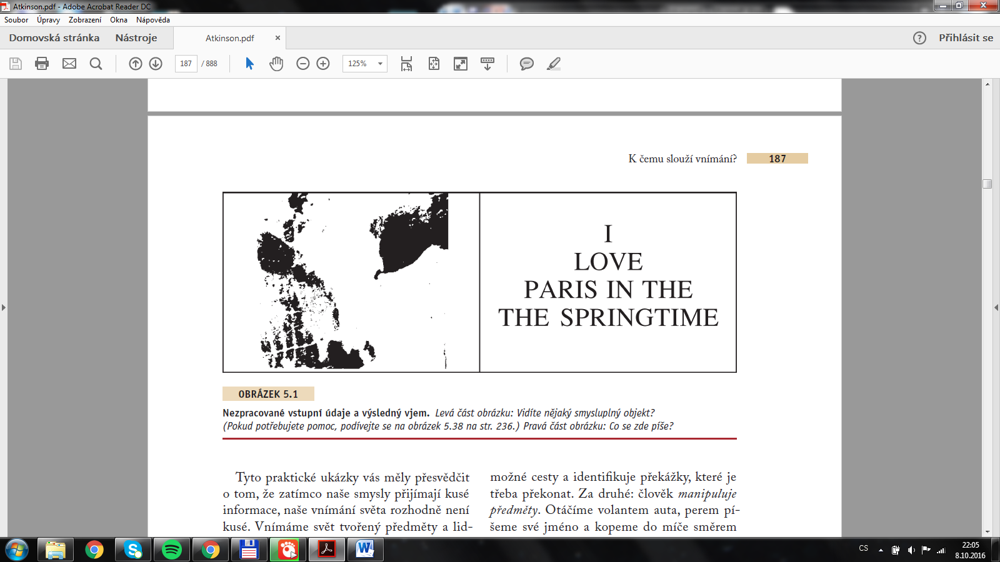 Atkinson.pdf - Adobe Acrobat Reader DC
Soubor Úpravy Zobrazení Okna Nápověda
Domovská stránka Nástroje Atkinson.pdf Přihlásit se
187 / 888 125%
K čemu slouží vnímání? 187
I
LOVE
PARIS IN THE
THE SPRINGTIME
OBRÁZEK 5.1
Nezpracované vstupní údaje a výsledný vjem. Levá část obrázku: Vidíte nějaký smysluplný objekt?
(Pokud potřebujete pomoc, podívejte se na obrázek 5.38 na str. 236.) Pravá část obrázku: Co se zde píše?
Tyto praktické ukázky vás měly přesvědčit
o tom, že zatímco naše smysly přijímají kusé
informace, naše vnímání světa rozhodně není
kusé. Vnímáme svět tvořený předměty a lid-
možné cesty a identifikuje překážky, které je
třeba překonat. Za druhé: člověk manipuluje
předměty. Otáčíme volantem auta, perem pí-
šeme své jméno a kopeme do míče směrem
CS 22:05
8.10.2016